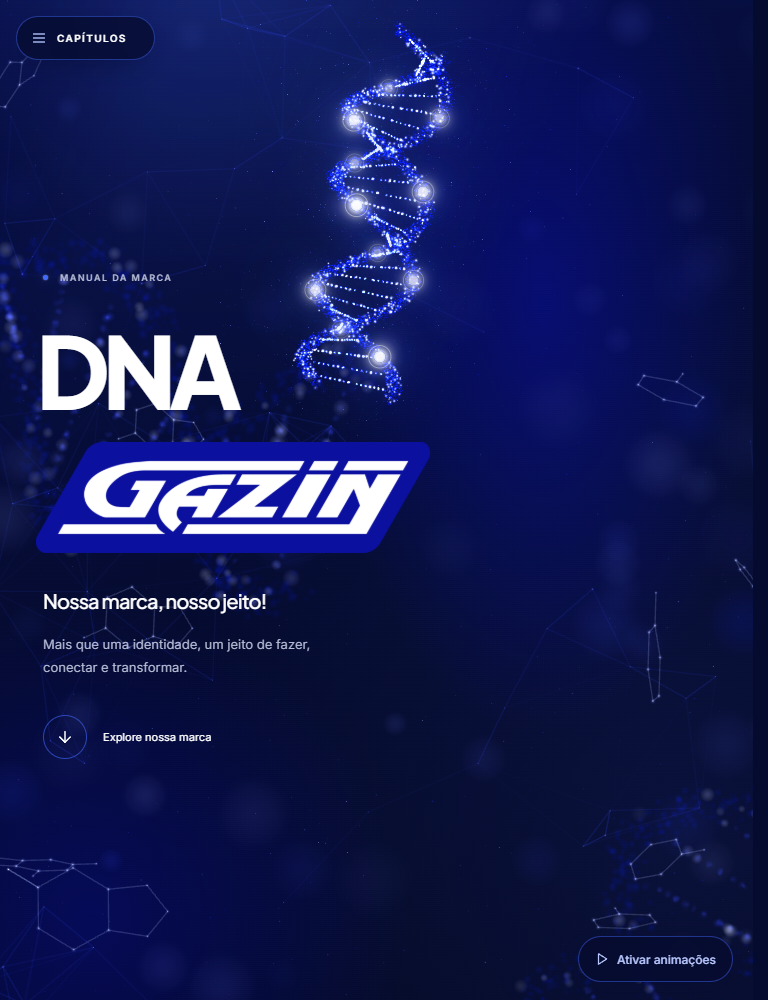 CAPÍTULOS
MANUAL DA MARCA
DNA
GAZIN
Nossa marca, nosso jeito!
Mais que uma identidade, um jeito de fazer,
conectar e transformar.
Explore nossa marca
Ativar animações